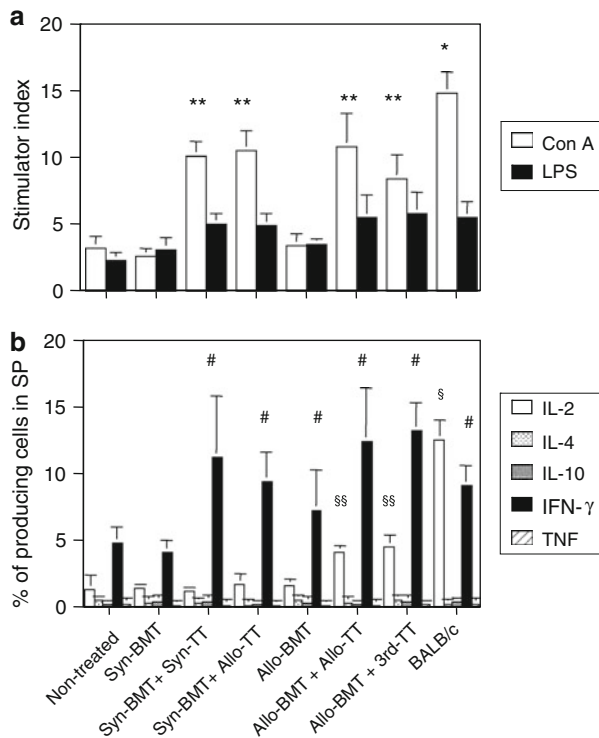 a
20
15
10
5
0
Stimulator index
**
**
**
**
*
Con A
LPS
b
20
15
10
5
0
% of producing cells in SP
#
#
#
#
#
§
#
§§
§§
IL-2
IL-4
IL-10
IFN-γ
TNF
Non-treated
Syn-BMT
Syn-BMT+ Syn-TT
Syn-BMT+ Allo-TT
Allo-BMT
Allo-BMT + Allo-TT
Allo-BMT + 3rd-TT
BALB/c